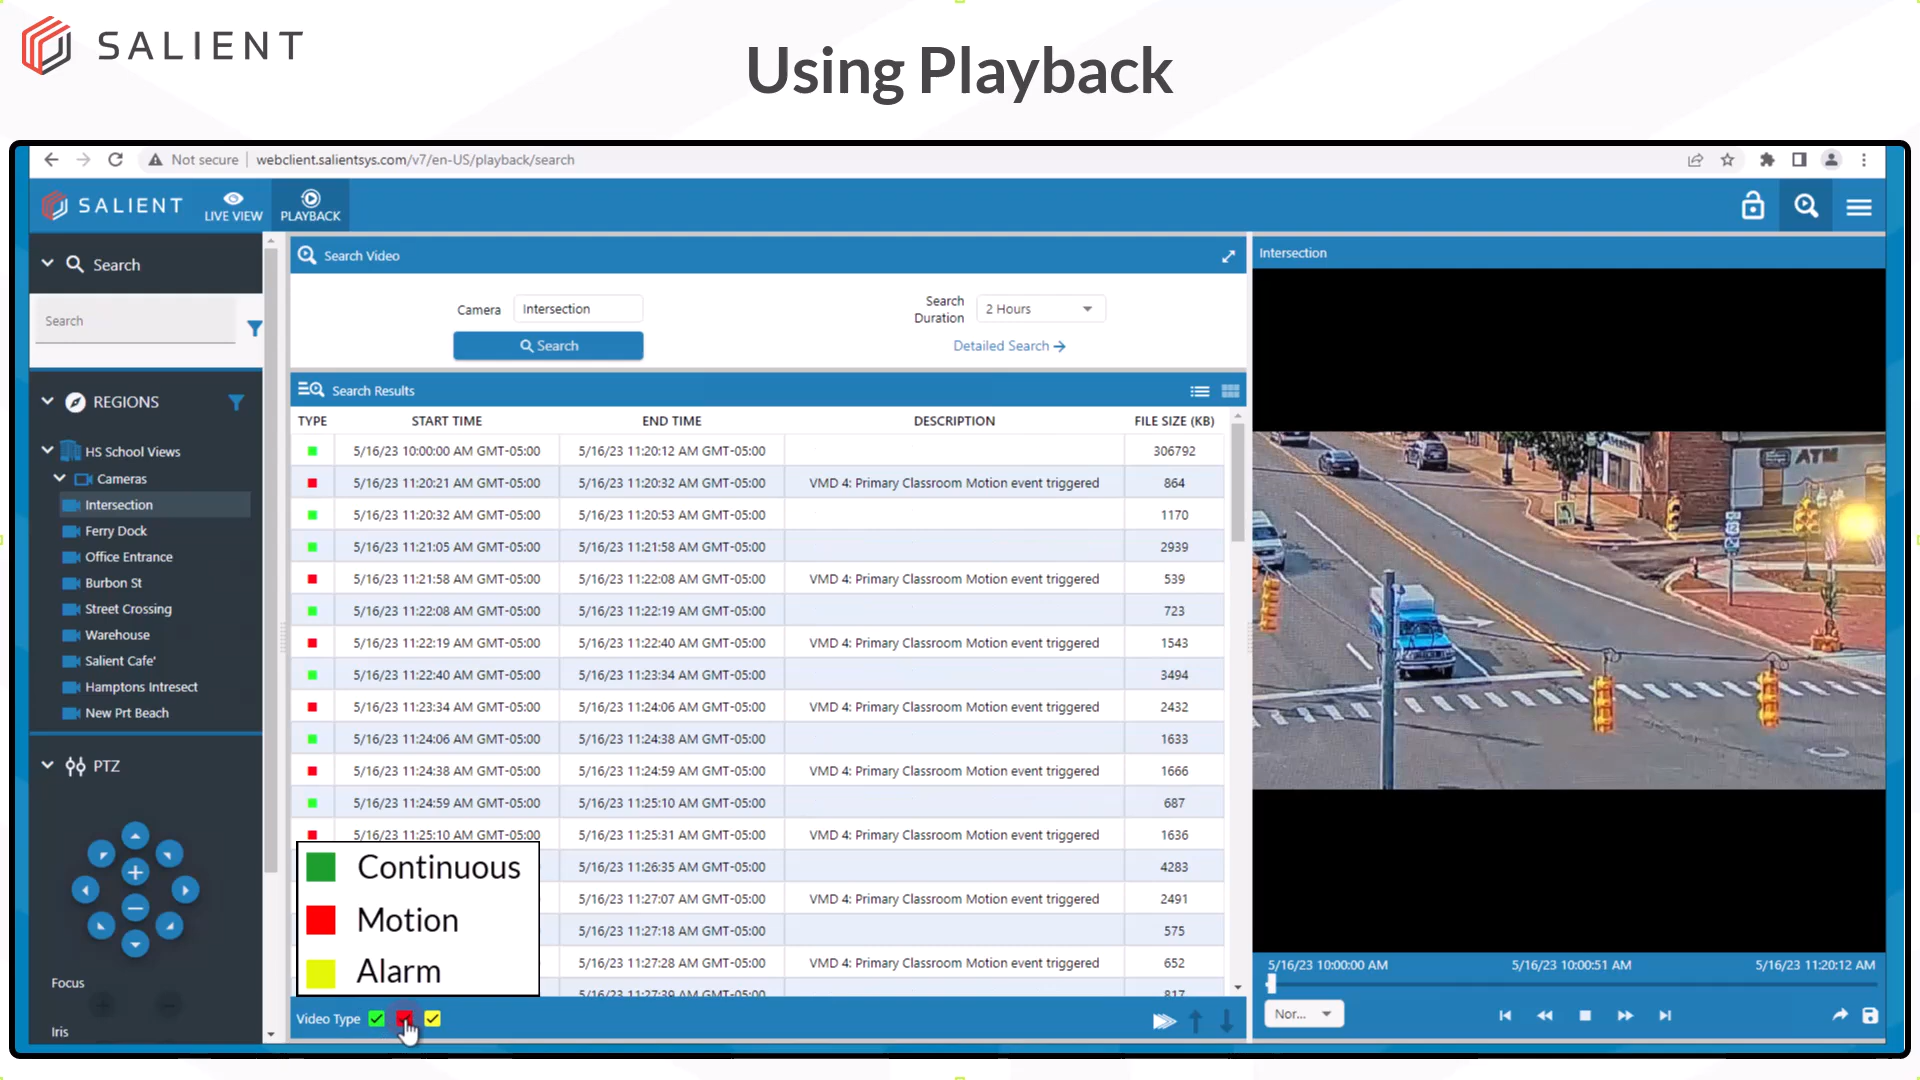 SALIENT
Using Playback
Not secure
webclient.salientsys.com/v7/en-US/playback/search
SALIENT
LIVE VIEW
PLAYBACK
Search
Search
REGIONS
HS School Views
Cameras
Intersection
Ferry Dock
Office Entrance
Burbon St
Street Crossing
Warehouse
Salient Cafe'
Hamptons Intresect
New Prt Beach
PTZ
Focus
Iris
Search Video
Camera Intersection
Search Duration 2 Hours
Search
Detailed Search
Search Results
TYPE START TIME END TIME DESCRIPTION FILE SIZE (KB)
5/16/23 10:00:00 AM GMT-05:00 5/16/23 11:20:12 AM GMT-05:00 306792
5/16/23 11:20:21 AM GMT-05:00 5/16/23 11:20:32 AM GMT-05:00 VMD 4: Primary Classroom Motion event triggered 864
5/16/23 11:20:32 AM GMT-05:00 5/16/23 11:20:53 AM GMT-05:00 1170
5/16/23 11:21:05 AM GMT-05:00 5/16/23 11:21:58 AM GMT-05:00 2939
5/16/23 11:21:58 AM GMT-05:00 5/16/23 11:22:08 AM GMT-05:00 VMD 4: Primary Classroom Motion event triggered 539
5/16/23 11:22:08 AM GMT-05:00 5/16/23 11:22:19 AM GMT-05:00 723
5/16/23 11:22:19 AM GMT-05:00 5/16/23 11:22:40 AM GMT-05:00 VMD 4: Primary Classroom Motion event triggered 1543
5/16/23 11:22:40 AM GMT-05:00 5/16/23 11:23:34 AM GMT-05:00 3494
5/16/23 11:23:34 AM GMT-05:00 5/16/23 11:24:06 AM GMT-05:00 VMD 4: Primary Classroom Motion event triggered 2432
5/16/23 11:24:06 AM GMT-05:00 5/16/23 11:24:38 AM GMT-05:00 1633
5/16/23 11:24:38 AM GMT-05:00 5/16/23 11:24:59 AM GMT-05:00 VMD 4: Primary Classroom Motion event triggered 1666
5/16/23 11:24:59 AM GMT-05:00 5/16/23 11:25:10 AM GMT-05:00 687
5/16/23 11:25:10 AM GMT-05:00 5/16/23 11:25:31 AM GMT-05:00 VMD 4: Primary Classroom Motion event triggered 1636
5/16/23 11:26:35 AM GMT-05:00 4283
5/16/23 11:27:07 AM GMT-05:00 VMD 4: Primary Classroom Motion event triggered 2491
5/16/23 11:27:18 AM GMT-05:00 575
5/16/23 11:27:28 AM GMT-05:00 VMD 4: Primary Classroom Motion event triggered 652
5/16/23 11:27:39 AM GMT-05:00 817
Continuous
Motion
Alarm
Video Type
Intersection
ATM
5/16/23 10:00:00 AM 5/16/23 10:00:51 AM 5/16/23 11:20:12 AM
Nor...